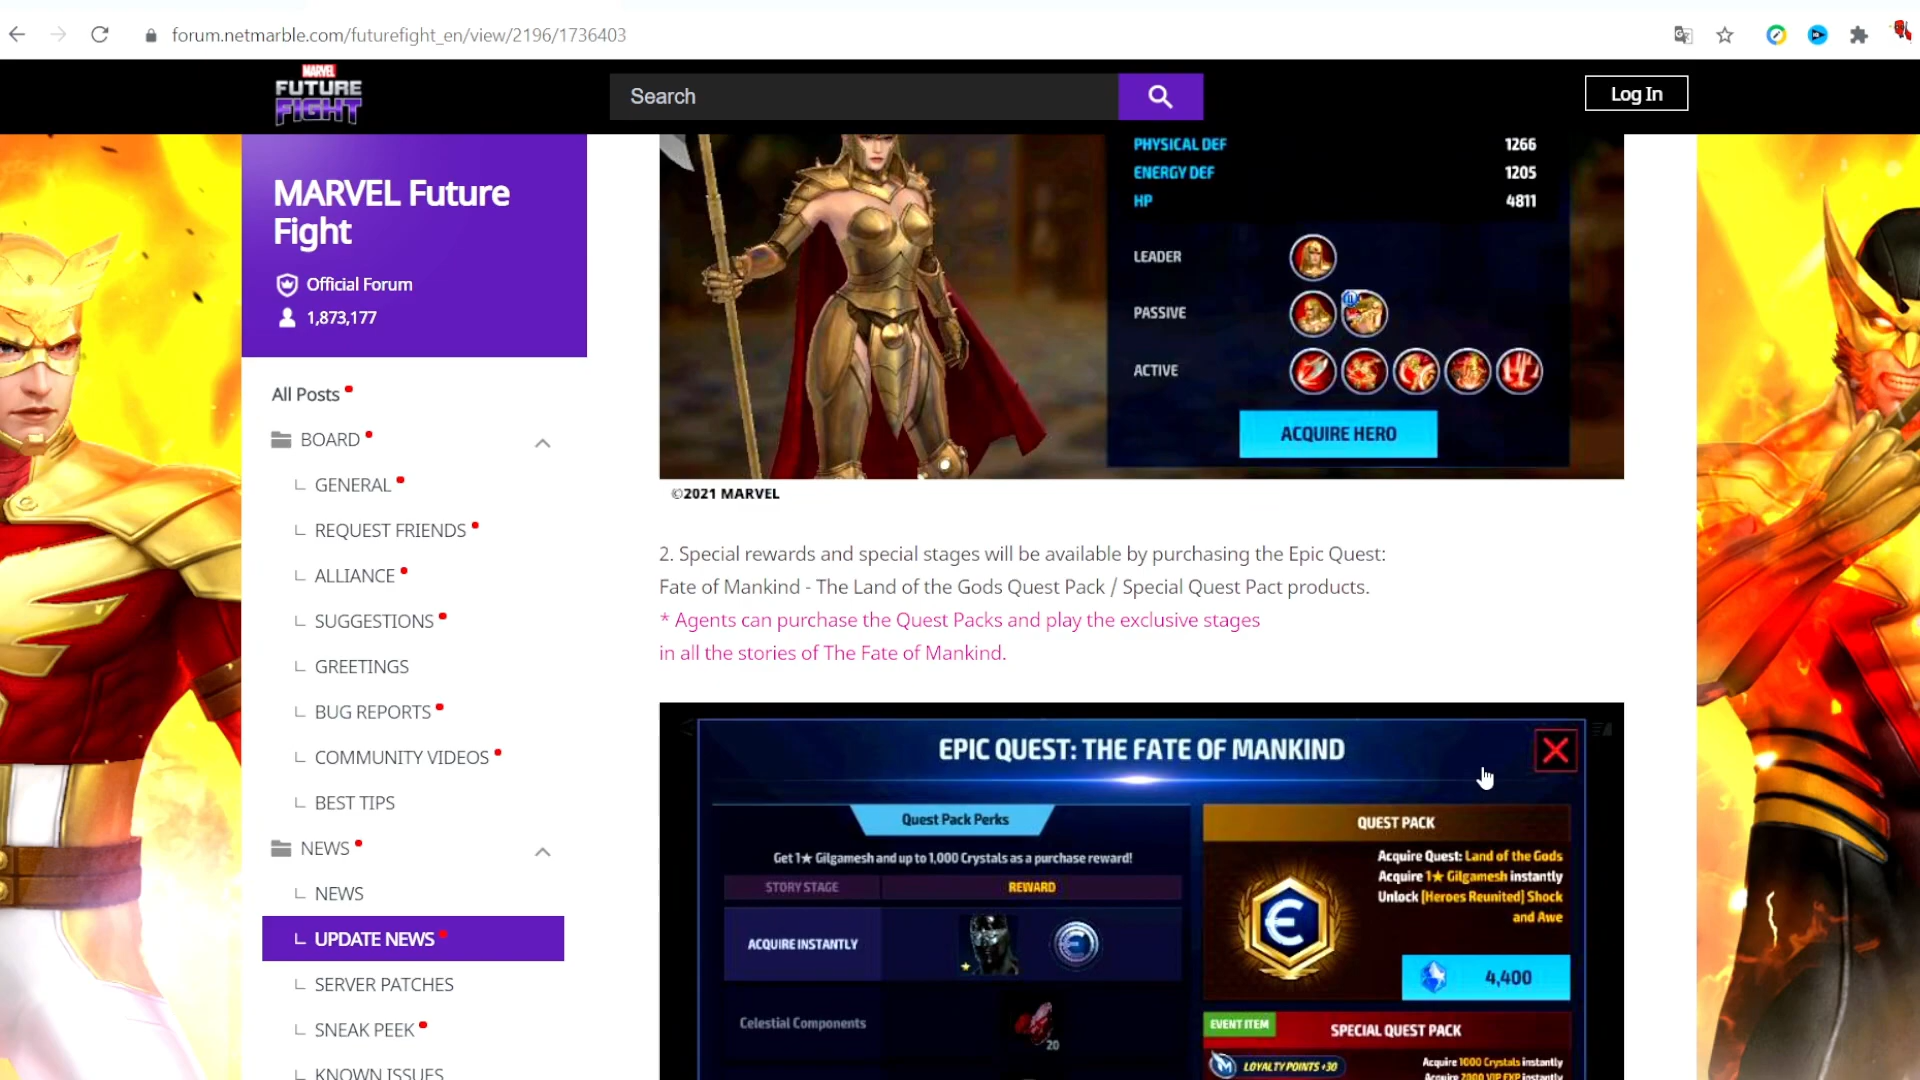 forum.netmarble.com/futurefight_en/view/2196/1736403
MARVEL
FUTURE
FIGHT
Search
Log In
MARVEL Future
Fight
Official Forum
1,873,177
All Posts
BOARD
GENERAL
REQUEST FRIENDS
ALLIANCE
SUGGESTIONS
GREETINGS
BUG REPORTS
COMMUNITY VIDEOS
BEST TIPS
NEWS
NEWS
UPDATE NEWS
SERVER PATCHES
SNEAK PEEK
KNOWN ISSUES
PHYSICAL DEF 1266
ENERGY DEF 1205
HP 4811
LEADER
PASSIVE
ACTIVE
ACQUIRE HERO
©2021 MARVEL
2. Special rewards and special stages will be available by purchasing the Epic Quest:
Fate of Mankind - The Land of the Gods Quest Pack / Special Quest Pact products.
* Agents can purchase the Quest Packs and play the exclusive stages
in all the stories of The Fate of Mankind.
EPIC QUEST: THE FATE OF MANKIND
Quest Pack Perks
Get 1★ Gilgamesh and up to 1,000 Crystals as a purchase reward!
STORY STAGE REWARD
ACQUIRE INSTANTLY
Celestial Components
20
QUEST PACK
Acquire Quest: Land of the Gods
Acquire 1★ Gilgamesh instantly
Unlock [Heroes Reunited] Shock
and Awe
4,400
EVENT ITEM
SPECIAL QUEST PACK
LOYALTY POINTS +30
Acquire 1000 Crystals instantly
Acquire 2000 VIP EXP instantly